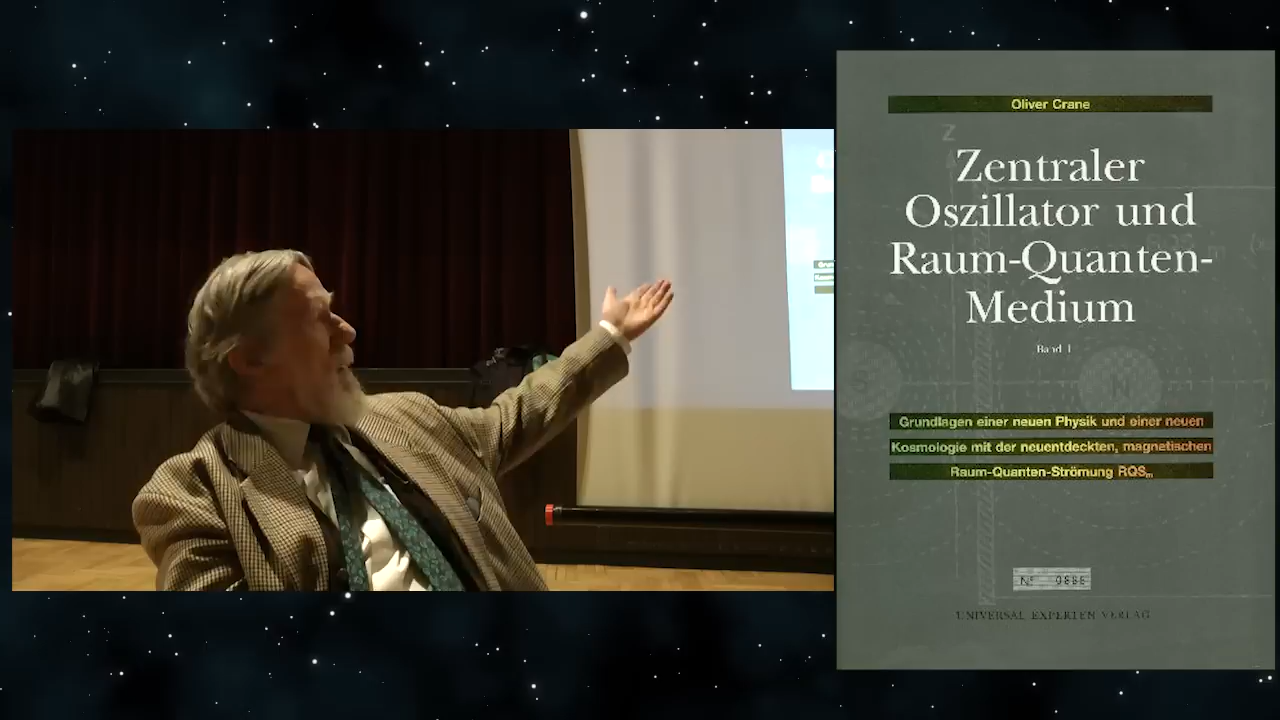 Oliver Crane
Zentraler
Oszillator und
Raum-Quanten-
Medium
Band 1
Grundlagen einer neuen Physik und einer neuen
Kosmologie mit der neuentdeckten, magnetischen
Raum-Quanten-Strömung RQSₘ
UNIVERSAL EXPERTEN VERLAG